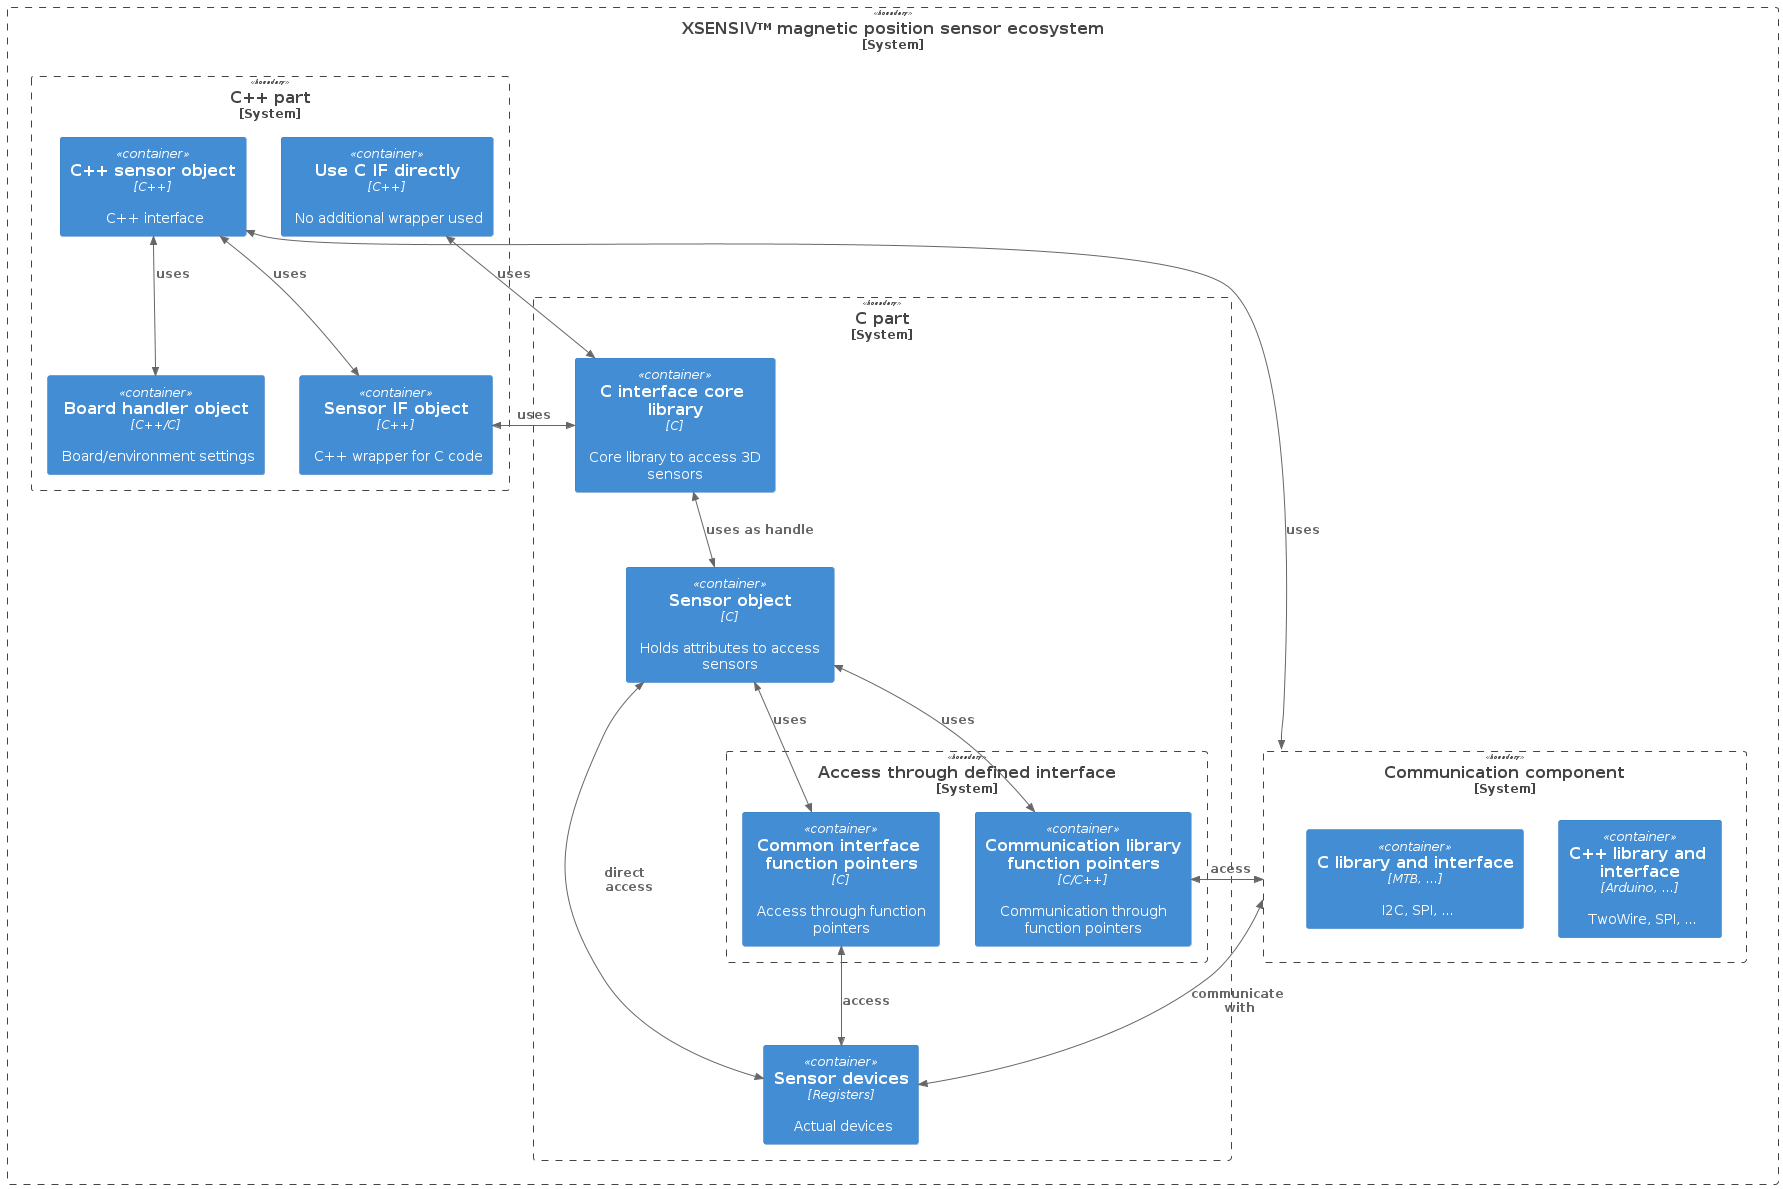 «boundary»
XSENSIV™ magnetic position sensor ecosystem
[System]
«boundary»
C++ part
[System]
«container»
C++ sensor object
[C++]
C++ interface
«container»
Use C IF directly
[C++]
No additional wrapper used
uses
uses
uses
«boundary»
C part
[System]
«container»
Board handler object
[C++/C]
Board/environment settings
«container»
Sensor IF object
[C++]
C++ wrapper for C code
uses
«container»
C interface core
library
[C]
Core library to access 3D
sensors
uses as handle
uses
«container»
Sensor object
[C]
Holds attributes to access
sensors
uses
uses
«boundary»
Access through defined interface
[System]
«container»
Common interface
function pointers
[C]
Access through function
pointers
«container»
Communication library
function pointers
[C/C++]
Communication through
function pointers
acess
«boundary»
Communication component
[System]
«container»
C library and interface
[MTB, ...]
I2C, SPI, ...
«container»
C++ library and
interface
[Arduino, ...]
TwoWire, SPI, ...
direct
access
access
communicate
with
«container»
Sensor devices
[Registers]
Actual devices